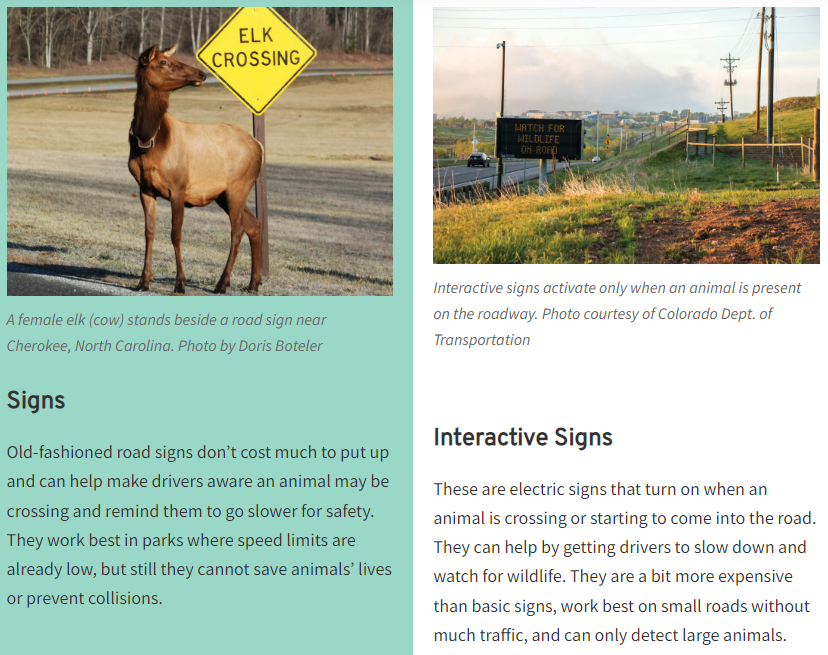 ELK
CROSSING
A female elk (cow) stands beside a road sign near
Cherokee, North Carolina. Photo by Doris Boteler
Signs
Old-fashioned road signs don't cost much to put up
and can help make drivers aware an animal may be
crossing and remind them to go slower for safety.
They work best in parks where speed limits are
already low, but still they cannot save animals' lives
or prevent collisions.
WATCH FOR
WILDLIFE
ON ROAD
Interactive signs activate only when an animal is present
on the roadway. Photo courtesy of Colorado Dept. of
Transportation
Interactive Signs
These are electric signs that turn on when an
animal is crossing or starting to come into the road.
They can help by getting drivers to slow down and
watch for wildlife. They are a bit more expensive
than basic signs, work best on small roads without
much traffic, and can only detect large animals.